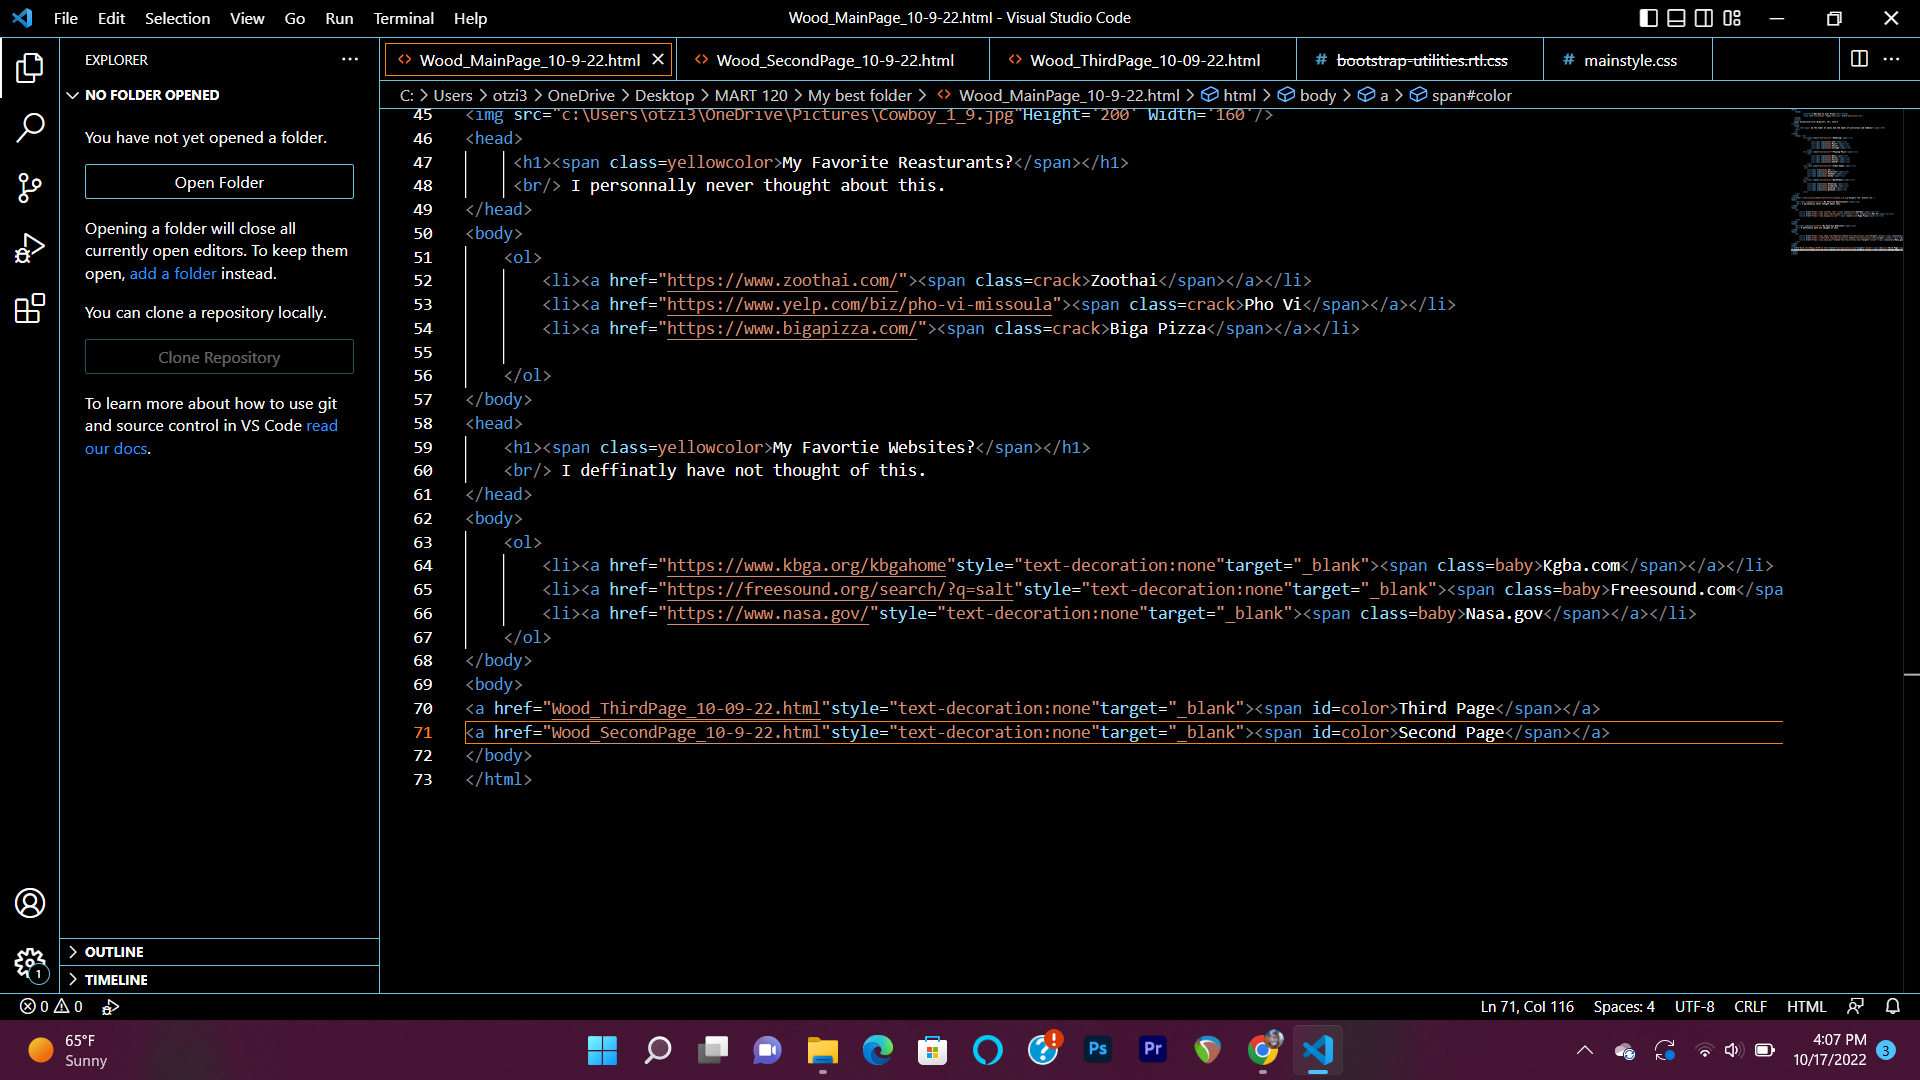 File Edit Selection View Go Run Terminal Help
Wood_MainPage_10-9-22.html - Visual Studio Code
EXPLORER
Wood_MainPage_10-9-22.html
Wood_SecondPage_10-9-22.html
Wood_ThirdPage_10-09-22.html
# bootstrap-utilities.rtl.css
# mainstyle.css
C: > Users > otzi3 > OneDrive > Desktop > MART 120 > My best folder > Wood_MainPage_10-9-22.html > html > body > a > span#color
NO FOLDER OPENED
You have not yet opened a folder.
Open Folder
Opening a folder will close all
currently open editors. To keep them
open, add a folder instead.
You can clone a repository locally.
Clone Repository
To learn more about how to use git
and source control in VS Code read
our docs.
OUTLINE
TIMELINE
45 <img src="c:\Users\otzi3\OneDrive\Pictures\Cowboy_1_9.jpg"Height='200' Width='160'/>
46 <head>
47 <h1><span class=yellowcolor>My Favorite Reasturants?</span></h1>
48 <br/> I personnally never thought about this.
49 </head>
50 <body>
51 <ol>
52 <li><a href="https://www.zoothai.com/"><span class=crack>Zoothai</span></a></li>
53 <li><a href="https://www.yelp.com/biz/pho-vi-missoula"><span class=crack>Pho Vi</span></a></li>
54 <li><a href="https://www.bigapizza.com/"><span class=crack>Biga Pizza</span></a></li>
55
56 </ol>
57 </body>
58 <head>
59 <h1><span class=yellowcolor>My Favortie Websites?</span></h1>
60 <br/> I deffinatly have not thought of this.
61 </head>
62 <body>
63 <ol>
64 <li><a href="https://www.kbga.org/kbgahome"style="text-decoration:none"target="_blank"><span class=baby>Kgba.com</span></a></li>
65 <li><a href="https://freesound.org/search/?q=salt"style="text-decoration:none"target="_blank"><span class=baby>Freesound.com</spa
66 <li><a href="https://www.nasa.gov/"style="text-decoration:none"target="_blank"><span class=baby>Nasa.gov</span></a></li>
67 </ol>
68 </body>
69 <body>
70 <a href="Wood_ThirdPage_10-09-22.html"style="text-decoration:none"target="_blank"><span id=color>Third Page</span></a>
71 <a href="Wood_SecondPage_10-9-22.html"style="text-decoration:none"target="_blank"><span id=color>Second Page</span></a>
72 </body>
73 </html>
1
0 0
Ln 71, Col 116 Spaces: 4 UTF-8 CRLF HTML
65°F
Sunny
Ps
Pr
4:07 PM
10/17/2022
3